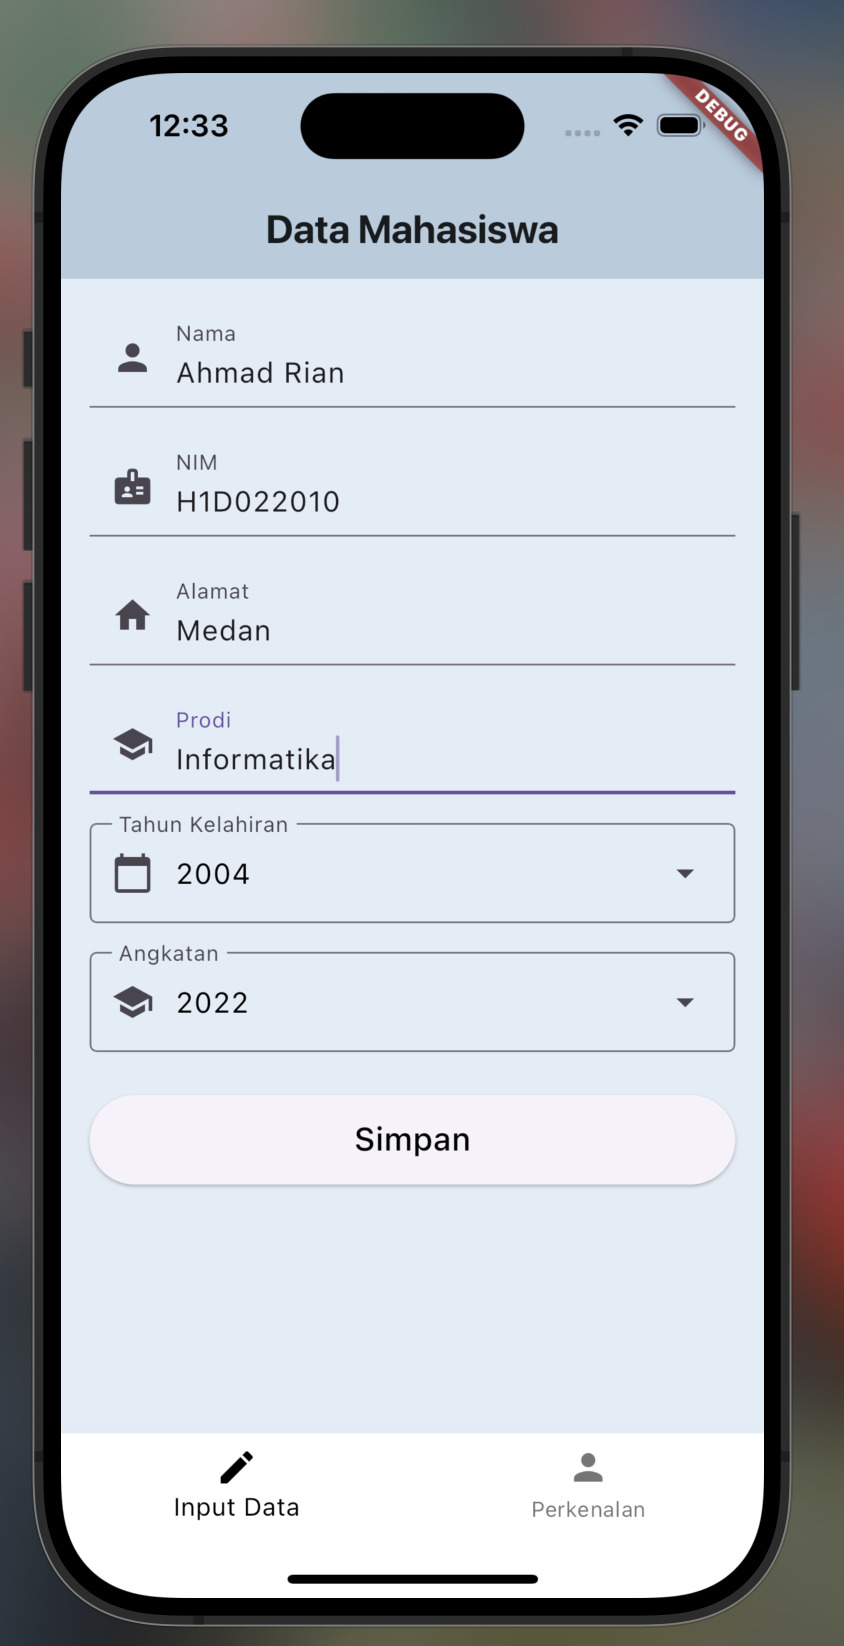 12:33
DEBUG
Data Mahasiswa
Nama
Ahmad Rian
NIM
H1D022010
Alamat
Medan
Prodi
Informatika
Tahun Kelahiran
2004
Angkatan
2022
Simpan
Input Data
Perkenalan